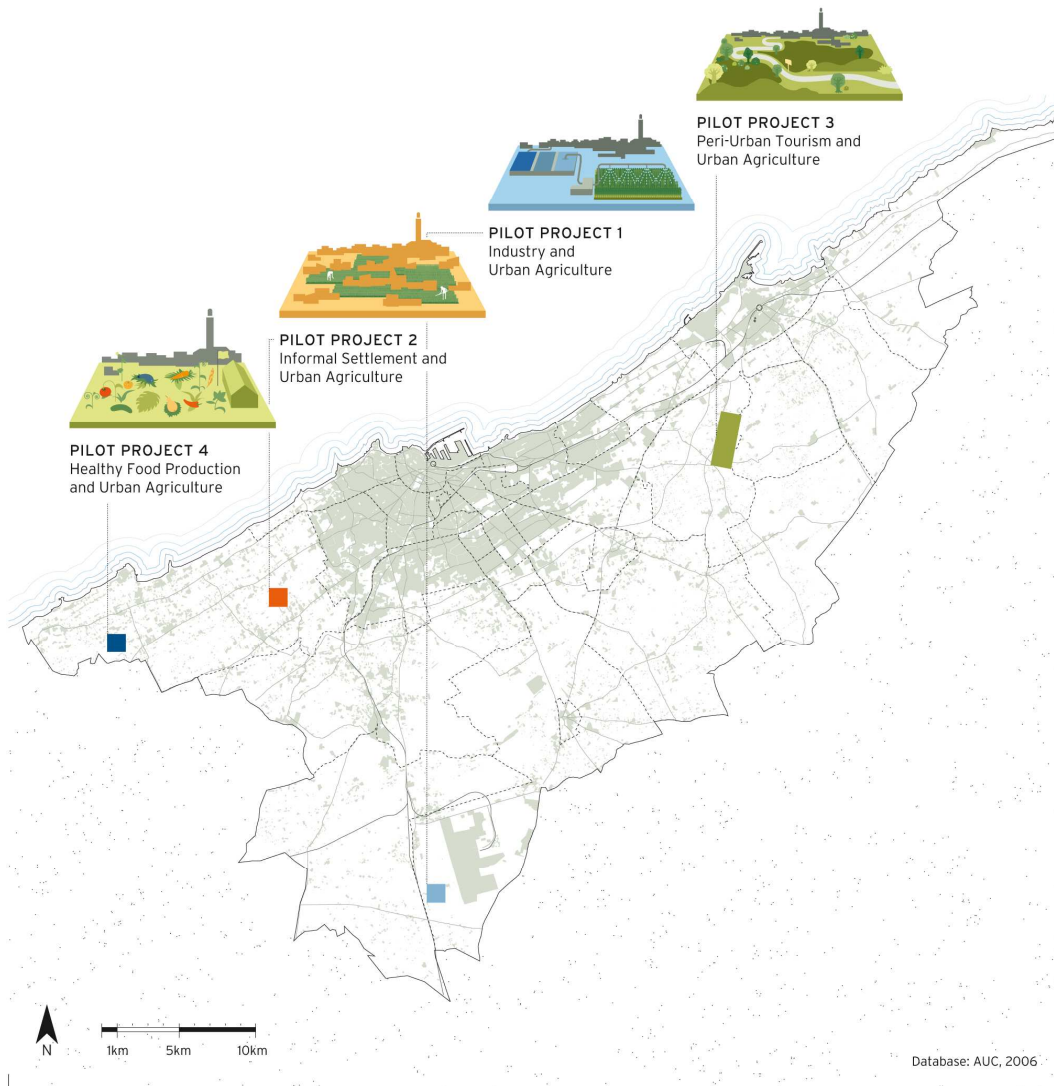 PILOT PROJECT 3
Peri-Urban Tourism and
Urban Agriculture
PILOT PROJECT 1
Industry and
Urban Agriculture
PILOT PROJECT 2
Informal Settlement and
Urban Agriculture
PILOT PROJECT 4
Healthy Food Production
and Urban Agriculture
N
1km 5km 10km
Database: AUC, 2006